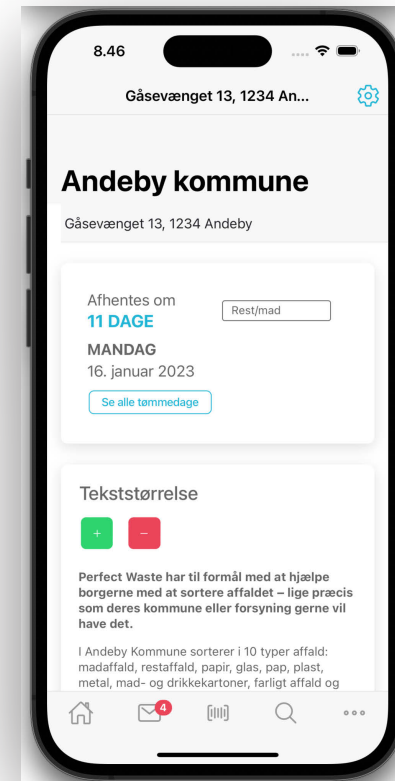 8.46
Gåsevænget 13, 1234 An...
Andeby kommune
Gåsevænget 13, 1234 Andeby
Afhentes om
11 DAGE
Rest/mad
MANDAG
16. januar 2023
Se alle tømmedage
Tekststørrelse
+
−
Perfect Waste har til formål med at hjælpe
borgerne med at sortere affaldet – lige præcis
som deres kommune eller forsyning gerne vil
have det.
I Andeby Kommune sorterer i 10 typer affald:
madaffald, restaffald, papir, glas, pap, plast,
metal, mad- og drikkekartoner, farligt affald og
4